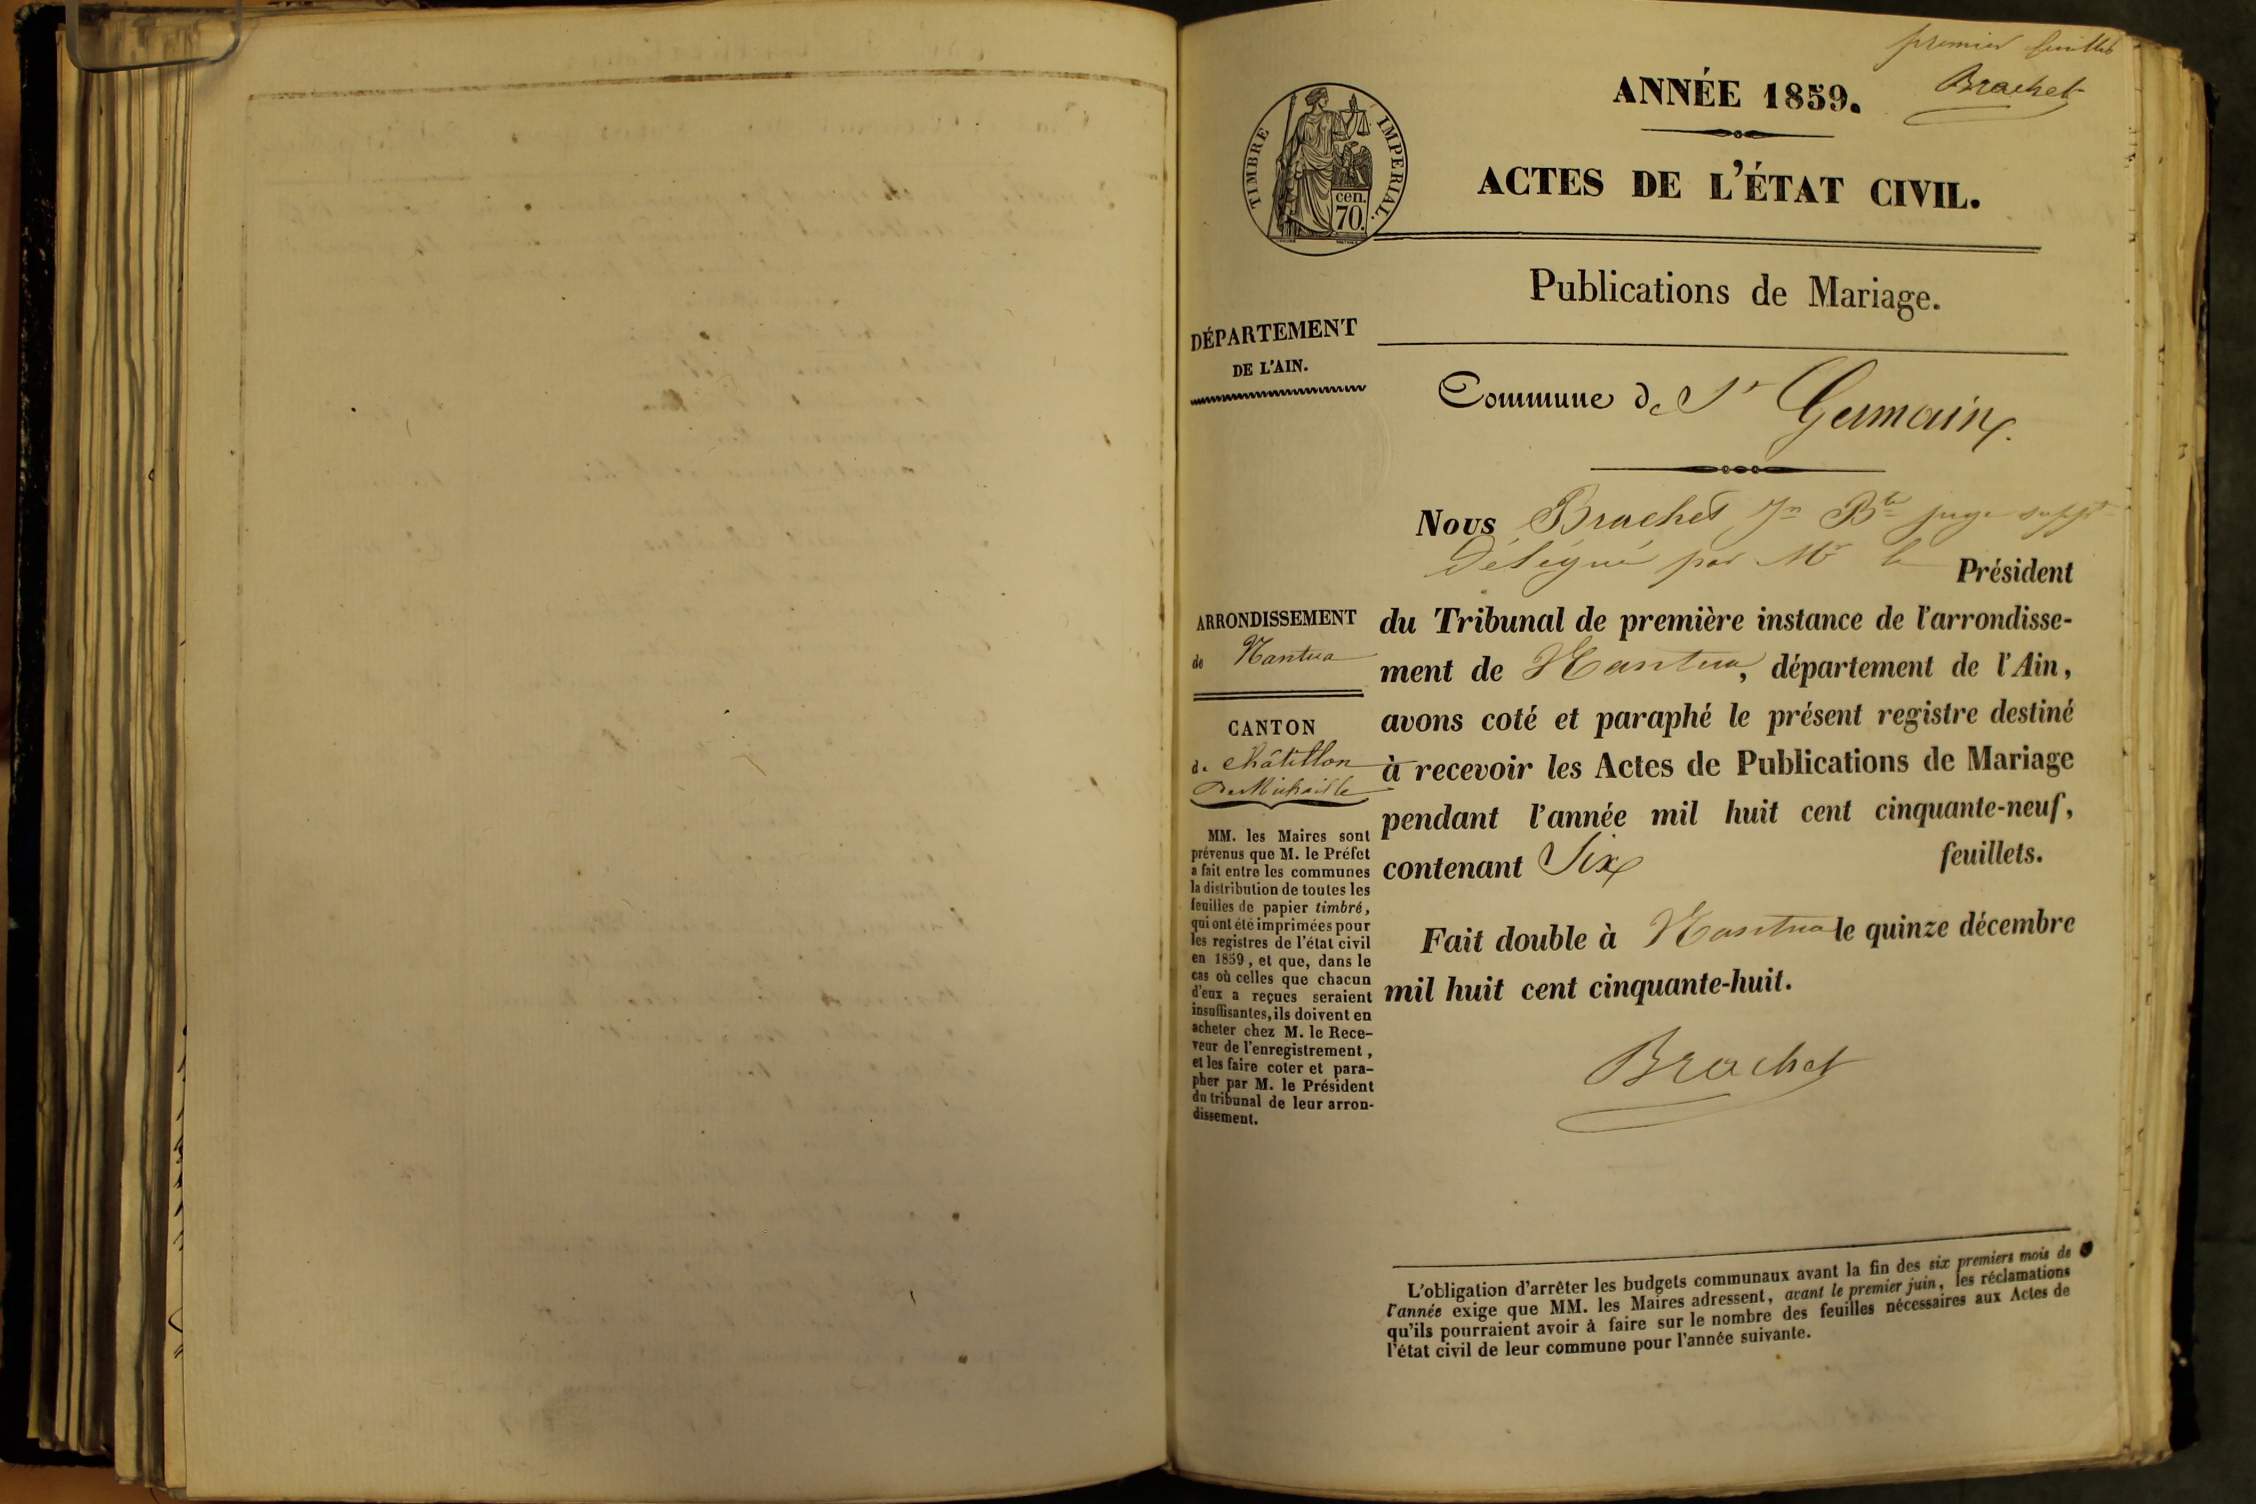 premier feuillet
Brachet
ANNÉE 1859.
ACTES DE L'ÉTAT CIVIL.
TIMBRE IMPERIAL.
cen.
70.
Publications de Mariage.
DÉPARTEMENT
DE L'AIN.
Commune de St Germain.
Nous Brachet Jn Bte juge suppt
Délégué par Mr le Président
du Tribunal de première instance de l'arrondisse-
ment de Nantua, département de l'Ain,
avons coté et paraphé le présent registre destiné
à recevoir les Actes de Publications de Mariage
pendant l'année mil huit cent cinquante-neuf,
contenant Six feuillets.
Fait double à Nantua le quinze décembre
mil huit cent cinquante-huit.
Brachet
ARRONDISSEMENT
de Nantua
CANTON
de Châtillon
De Michaille
MM. les Maires sont
prévenus que M. le Préfet
a fait entre les communes
la distribution de toutes les
feuilles de papier timbré,
qui ont été imprimées pour
les registres de l'état civil
en 1859, et que, dans le
cas où celles que chacun
d'eux a reçues seraient
insuffisantes, ils doivent en
acheter chez M. le Rece-
veur de l'enregistrement,
et les faire coter et para-
pher par M. le Président
du tribunal de leur arron-
dissement.
L'obligation d'arrêter les budgets communaux avant la fin des six premiers mois de
l'année exige que MM. les Maires adressent, avant le premier juin, les réclamations
qu'ils pourraient avoir à faire sur le nombre des feuilles nécessaires aux Actes de
l'état civil de leur commune pour l'année suivante.